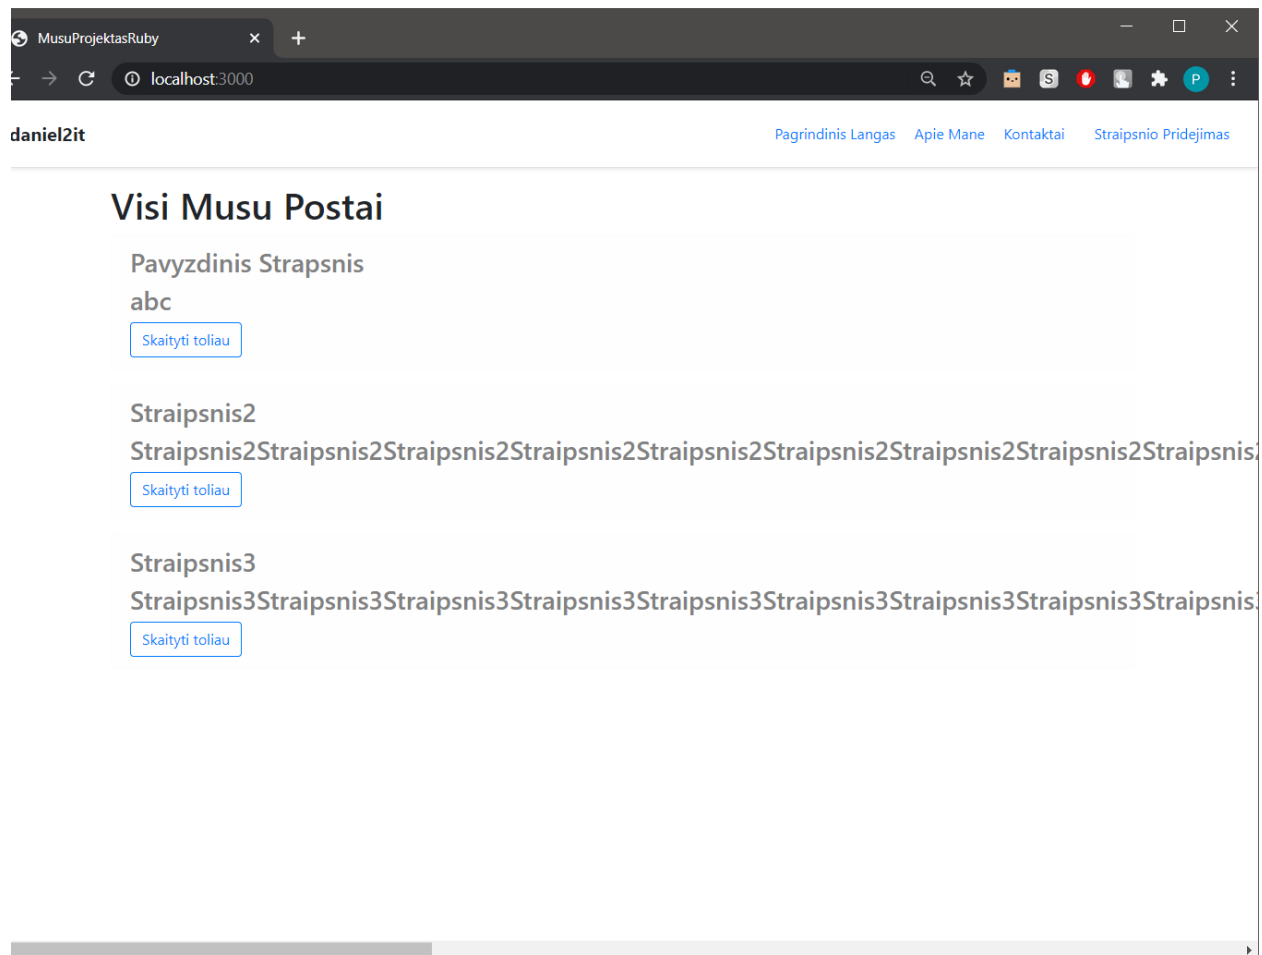 MusuProjektasRuby
localhost:3000
S
P
daniel2it
Pagrindinis Langas Apie Mane Kontaktai Straipsnio Pridejimas
Visi Musu Postai
Pavyzdinis Strapsnis
abc
Skaityti toliau
Straipsnis2
Straipsnis2Straipsnis2Straipsnis2Straipsnis2Straipsnis2Straipsnis2Straipsnis2Straipsnis2Straipsnis2
Skaityti toliau
Straipsnis3
Straipsnis3Straipsnis3Straipsnis3Straipsnis3Straipsnis3Straipsnis3Straipsnis3Straipsnis3Straipsnis3
Skaityti toliau